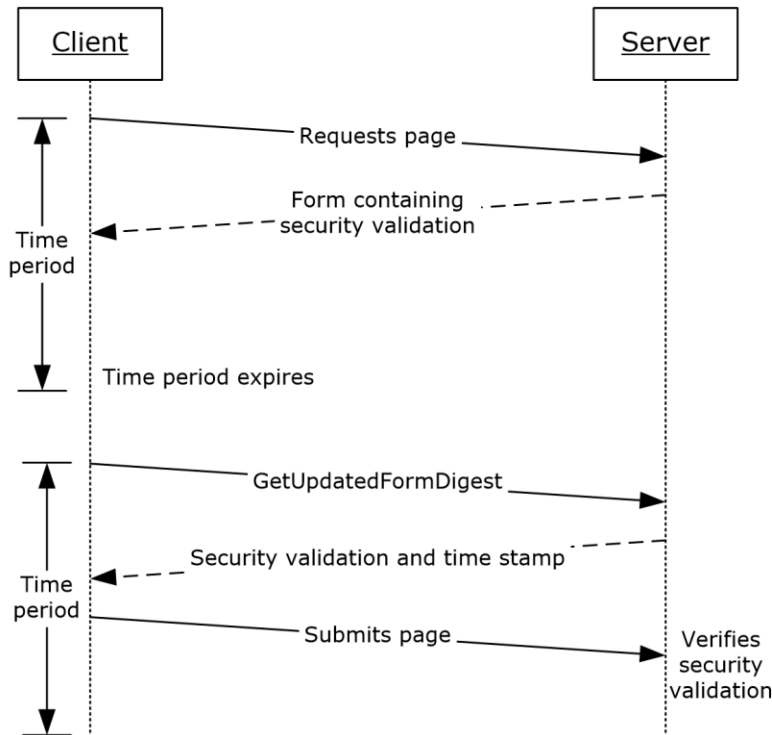 Client
Server
Requests page
Form containing
security validation
Time
period
Time period expires
GetUpdatedFormDigest
Security validation and time stamp
Time
period
Submits page
Verifies
security
validation